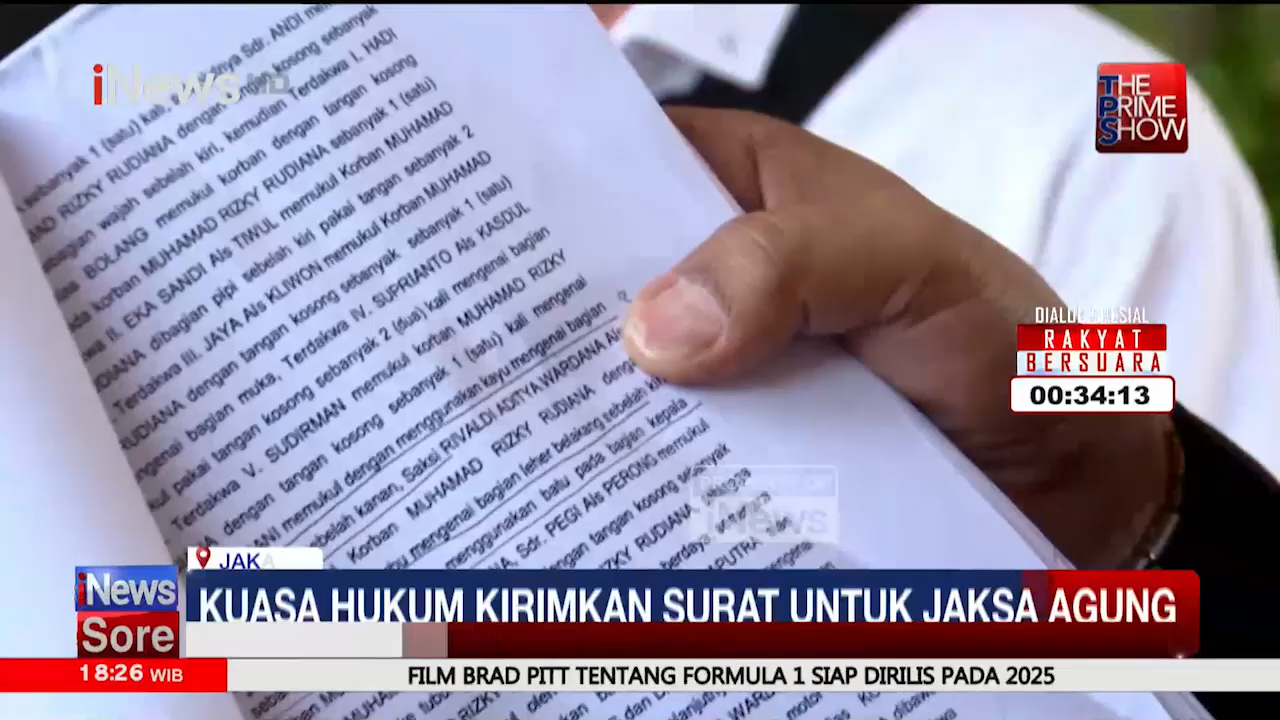 iNews HD
THE
PRIME
SHOW
sebanyak 1 (satu) kali,
Sdr. ANDI
RIZKY RUDIANA dengan
kosong sebanyak
bagian wajah sebelah kiri, kemudian Terdakwa I. HADI
BOLANG memukul korban dengan tangan kosong
korban MUHAMAD RIZKY RUDIANA sebanyak 1 (satu)
II. EKA SANDI Als TIWUL memukul Korban MUHAMAD
dibagian pipi sebelah kiri pakai tangan sebanyak 2
Terdakwa III. JAYA Als KLIWON memukul Korban MUHAMAD
RUDIANA dengan tangan kosong sebanyak sebanyak 1 (satu)
mengenai bagian muka, Terdakwa IV. SUPRIANTO Als KASDUL
pakai tangan kosong sebanyak 2 (dua) kali mengenai bagian
Terdakwa V. SUDIRMAN memukul korban MUHAMAD RIZKY
dengan tangan kosong sebanyak 1 (satu) kali mengenai
memukul dengan menggunakan kayu mengenai bagian
sebelah kanan, Saksi RIVALDI ADITYA WARDANA
Korban MUHAMAD RIZKY RUDIANA
mengenai bagian leher belakang sebelah
menggunakan batu pada bagian kepala
Sdr. PEGI Als PERONG memukul
dengan tangan kosong sebanyak
RIZKY RUDIANA
berdaya
DIALOG SPESIAL
RAKYAT
BERSUARA
00:34:13
iNews
JAKA
iNews
Sore
KUASA HUKUM KIRIMKAN SURAT UNTUK JAKSA AGUNG
18:26 WIB
FILM BRAD PITT TENTANG FORMULA 1 SIAP DIRILIS PADA 2025